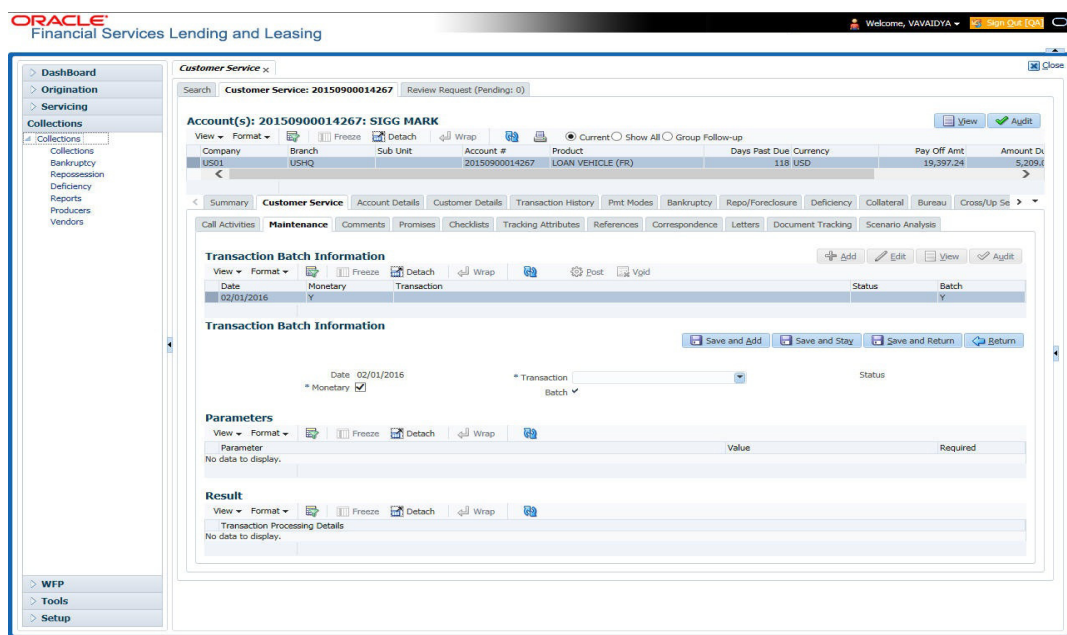 ORACLE®
Financial Services Lending and Leasing
Welcome, VAVAIDYA
Sign Out [QA]
Close
DashBoard
Origination
Servicing
Collections
Collections
Collections
Bankruptcy
Repossession
Deficiency
Reports
Producers
Vendors
WFP
Tools
Setup
Customer Service
Search Customer Service: 20150900014267 Review Request (Pending: 0)
Account(s): 20150900014267: SIGG MARK
View Audit
View Format Freeze Detach Wrap Current Show All Group Follow-up
Company Branch Sub Unit Account # Product Days Past Due Currency Pay Off Amt Amount Du
US01 USHQ 20150900014267 LOAN VEHICLE (FR) 118 USD 19,397.24 5,209.0
Summary Customer Service Account Details Customer Details Transaction History Pmt Modes Bankruptcy Repo/Foreclosure Deficiency Collateral Bureau Cross/Up Se
Call Activities Maintenance Comments Promises Checklists Tracking Attributes References Correspondence Letters Document Tracking Scenario Analysis
Transaction Batch Information
Add Edit View Audit
View Format Freeze Detach Wrap Post Void
Date Monetary Transaction Status Batch
02/01/2016 Y Y
Transaction Batch Information
Save and Add Save and Stay Save and Return Return
Date 02/01/2016 * Transaction Status
* Monetary Batch
Parameters
View Format Freeze Detach Wrap
Parameter Value Required
No data to display.
Result
View Format Freeze Detach Wrap
Transaction Processing Details
No data to display.